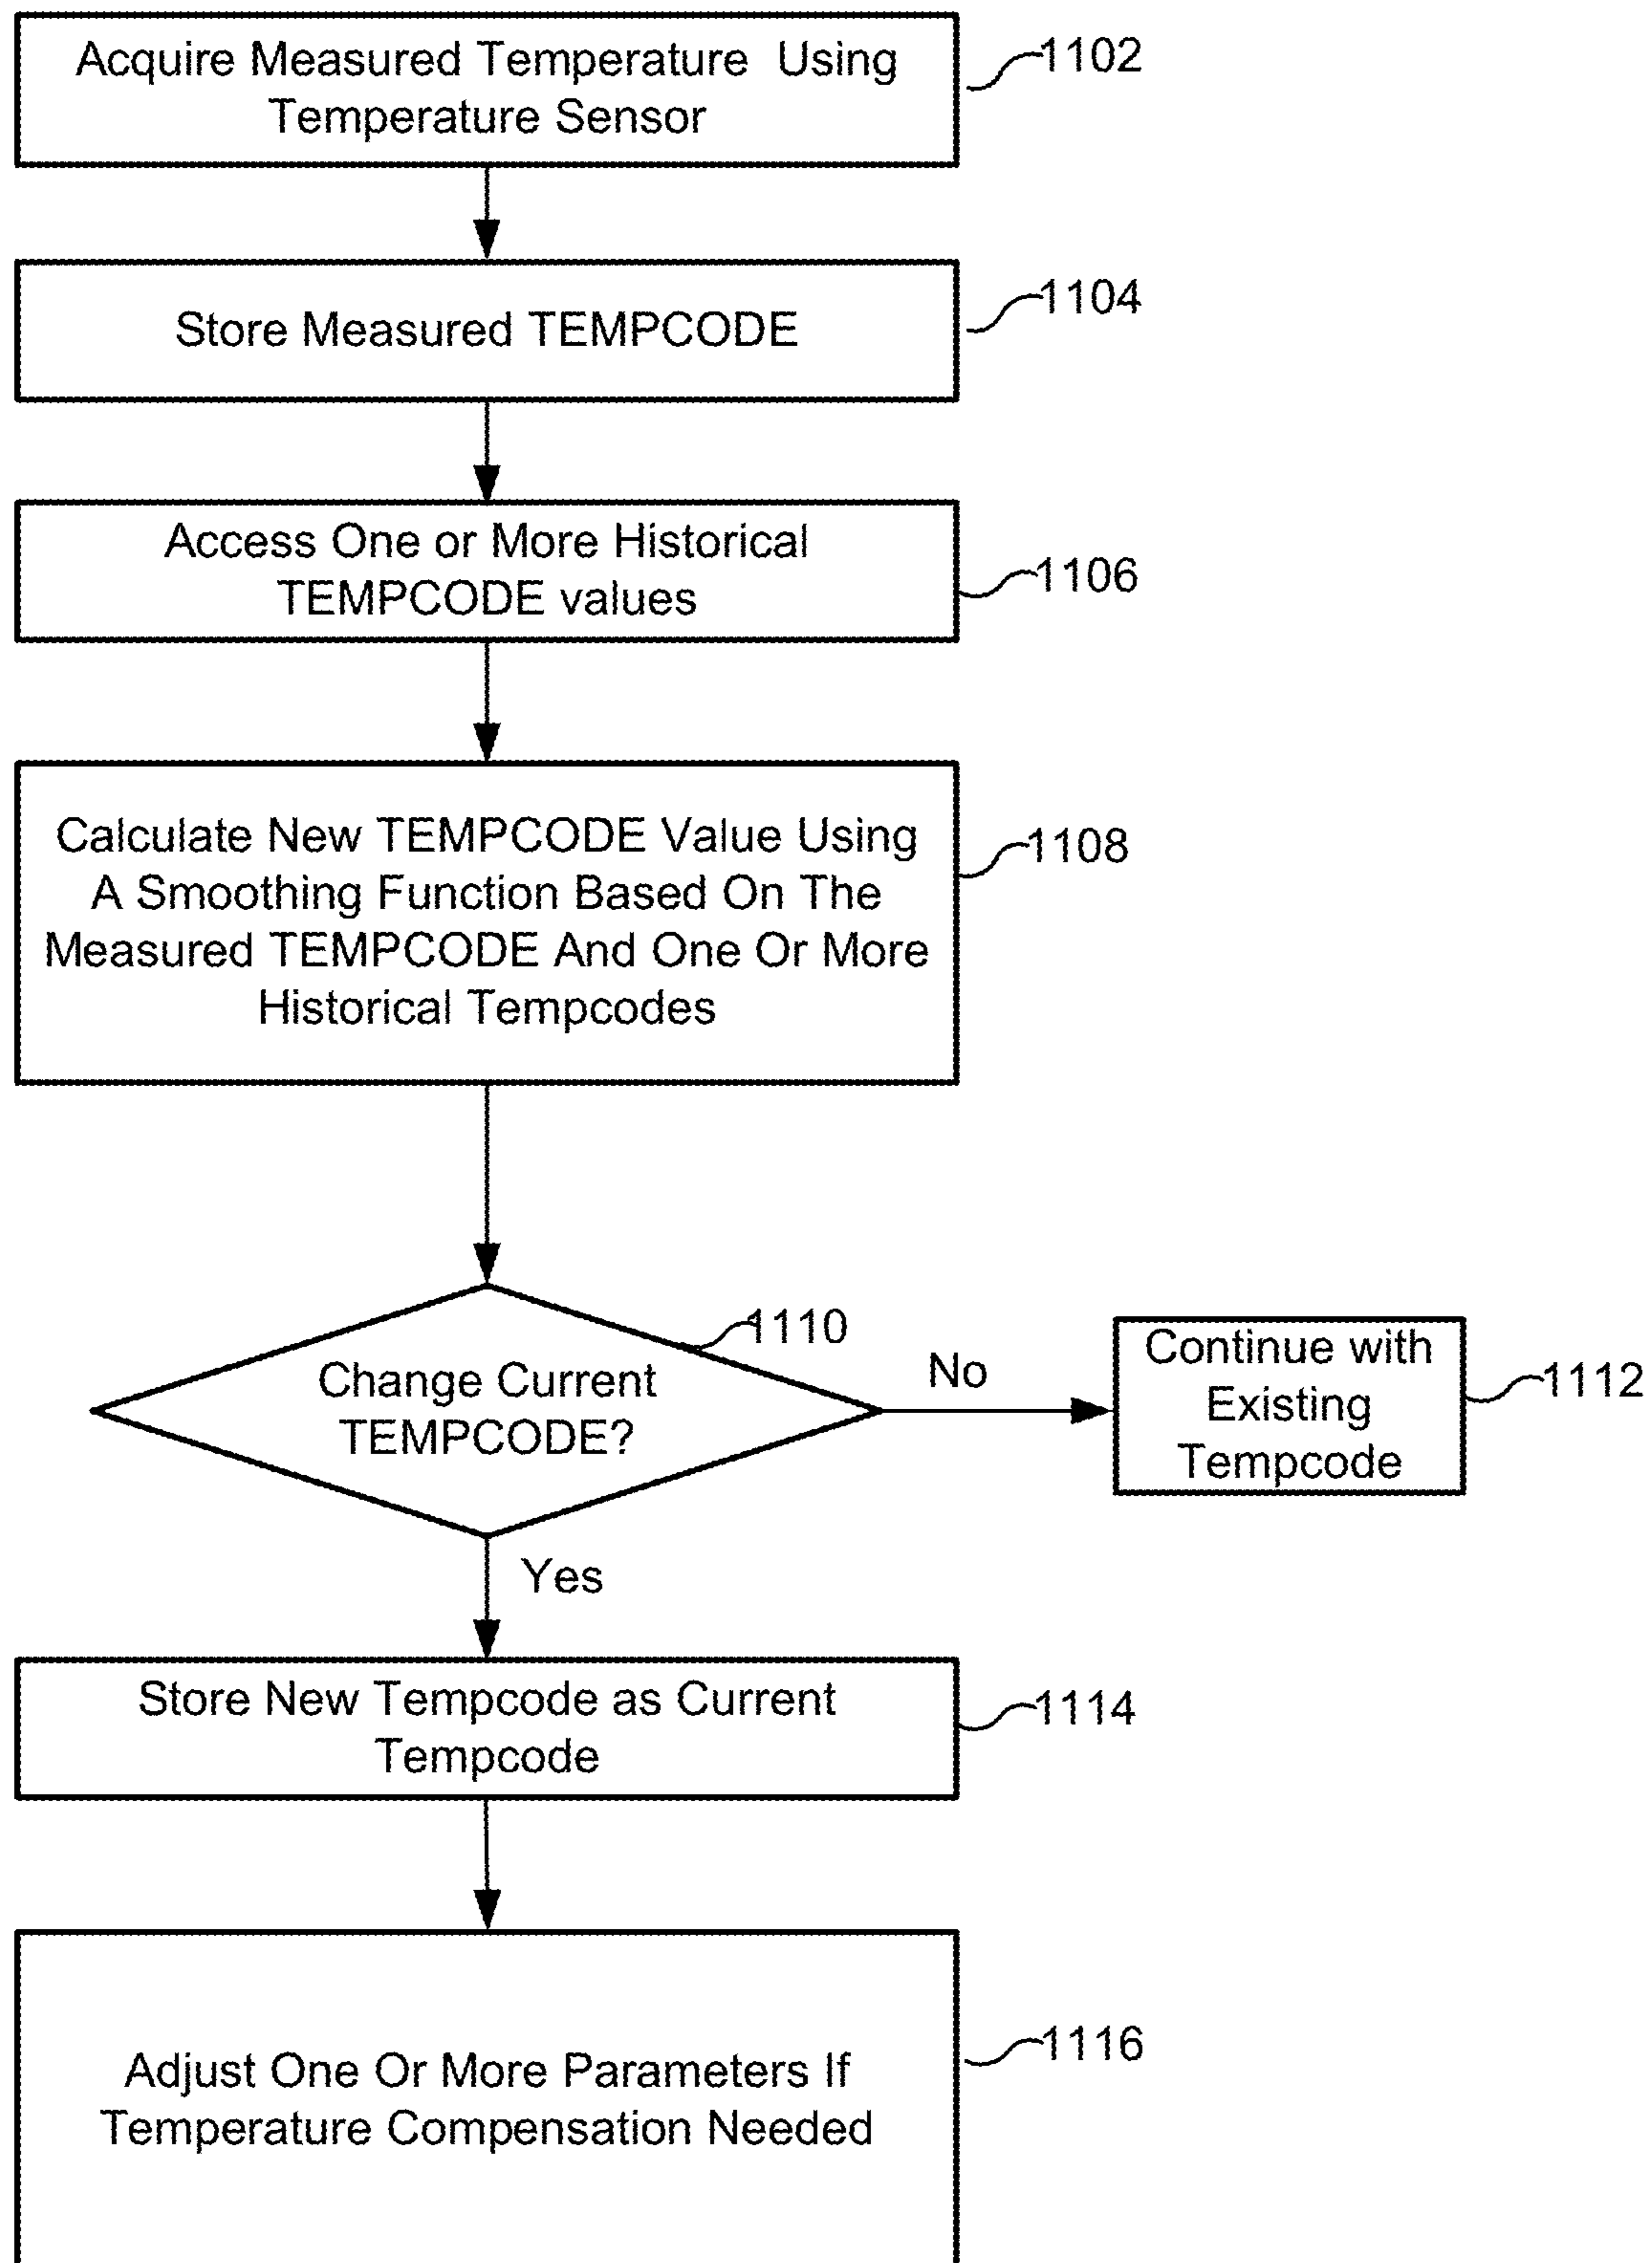 Acquire Measured Temperature Using
Temperature Sensor
1102
Store Measured TEMPCODE
1104
Access One or More Historical
TEMPCODE values
1106
Calculate New TEMPCODE Value Using
A Smoothing Function Based On The
Measured TEMPCODE And One Or More
Historical Tempcodes
1108
Change Current
TEMPCODE?
1110
No
Continue with
Existing
Tempcode
1112
Yes
Store New Tempcode as Current
Tempcode
1114
Adjust One Or More Parameters If
Temperature Compensation Needed
1116